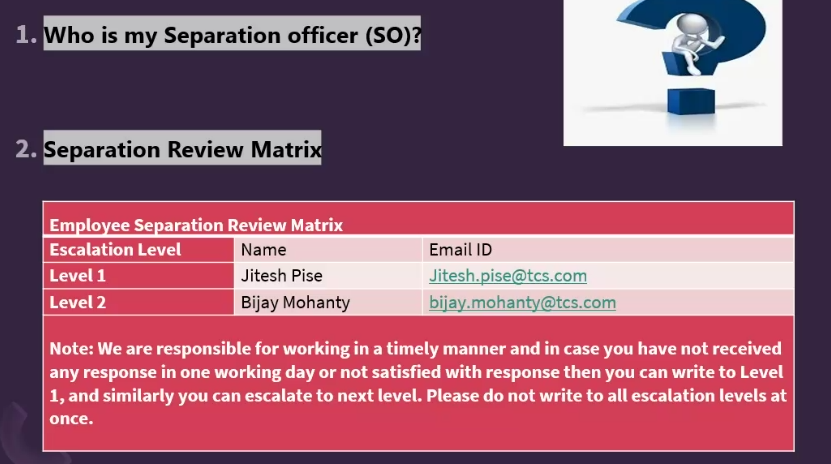 1. Who is my Separation officer (SO)?
2. Separation Review Matrix
Employee Separation Review Matrix
Escalation Level Name Email ID
Level 1 Jitesh Pise Jitesh.pise@tcs.com
Level 2 Bijay Mohanty bijay.mohanty@tcs.com
Note: We are responsible for working in a timely manner and in case you have not received
any response in one working day or not satisfied with response then you can write to Level
1, and similarly you can escalate to next level. Please do not write to all escalation levels at
once.